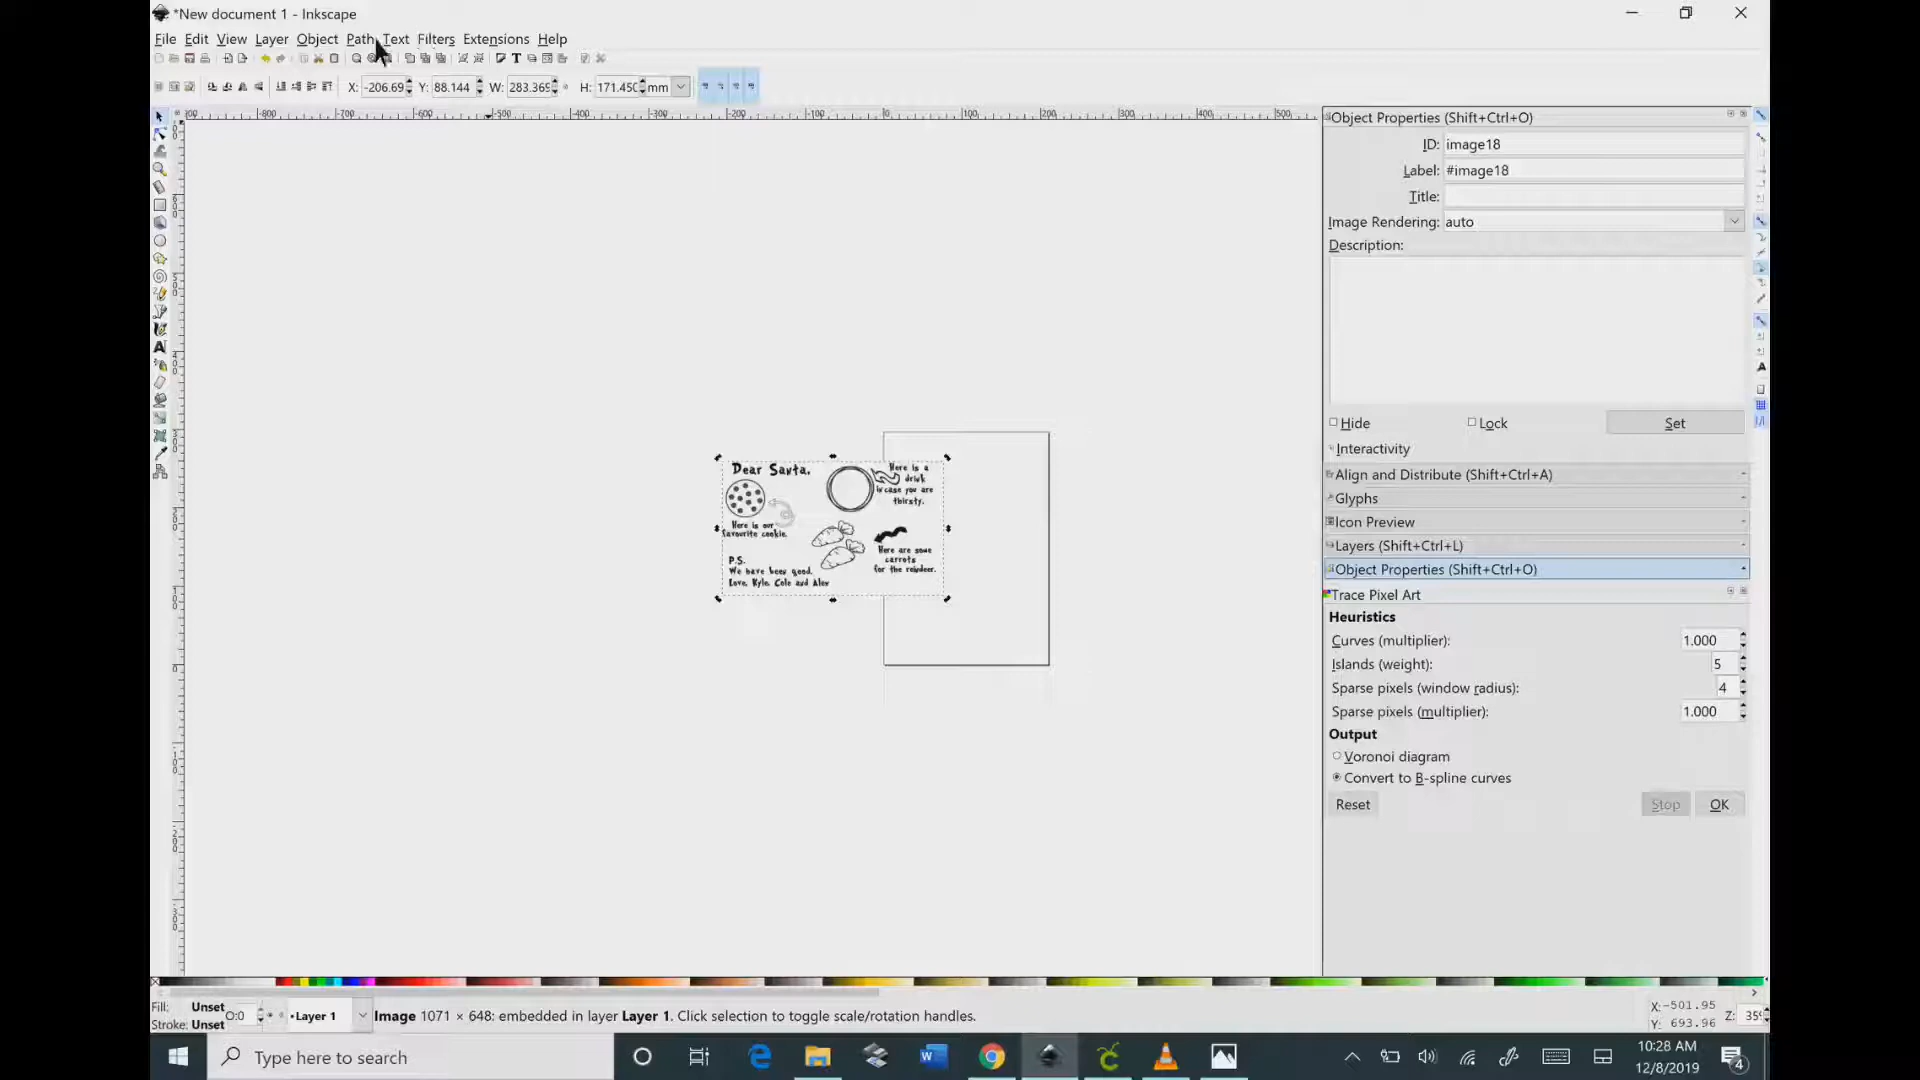 *New document 1 - Inkscape
File Edit View Layer Object Path Text Filters Extensions Help
X: -206.69 Y: 88.144 W: 283.369 H: 171.450 mm
Object Properties (Shift+Ctrl+O)
ID: image18
Label: #image18
Title:
Image Rendering: auto
Description:
Hide Lock Set
Interactivity
Align and Distribute (Shift+Ctrl+A)
Glyphs
Icon Preview
Layers (Shift+Ctrl+L)
Object Properties (Shift+Ctrl+O)
Trace Pixel Art
Heuristics
Curves (multiplier): 1.000
Islands (weight): 5
Sparse pixels (window radius): 4
Sparse pixels (multiplier): 1.000
Output
Voronoi diagram
Convert to B-spline curves
Reset Stop OK
Dear Santa,
Here is a
drink
in case you are
thirsty.
Here is our
favourite cookie.
Here are some
carrots
for the reindeer.
P.S.
We have been good.
Love, Kyle, Cole and Alex
Fill: Unset
Stroke: Unset
O:0
Layer 1
Image 1071 × 648: embedded in layer Layer 1. Click selection to toggle scale/rotation handles.
X: -501.95
Y: 693.96
Z: 35%
Type here to search
10:28 AM
12/8/2019
4